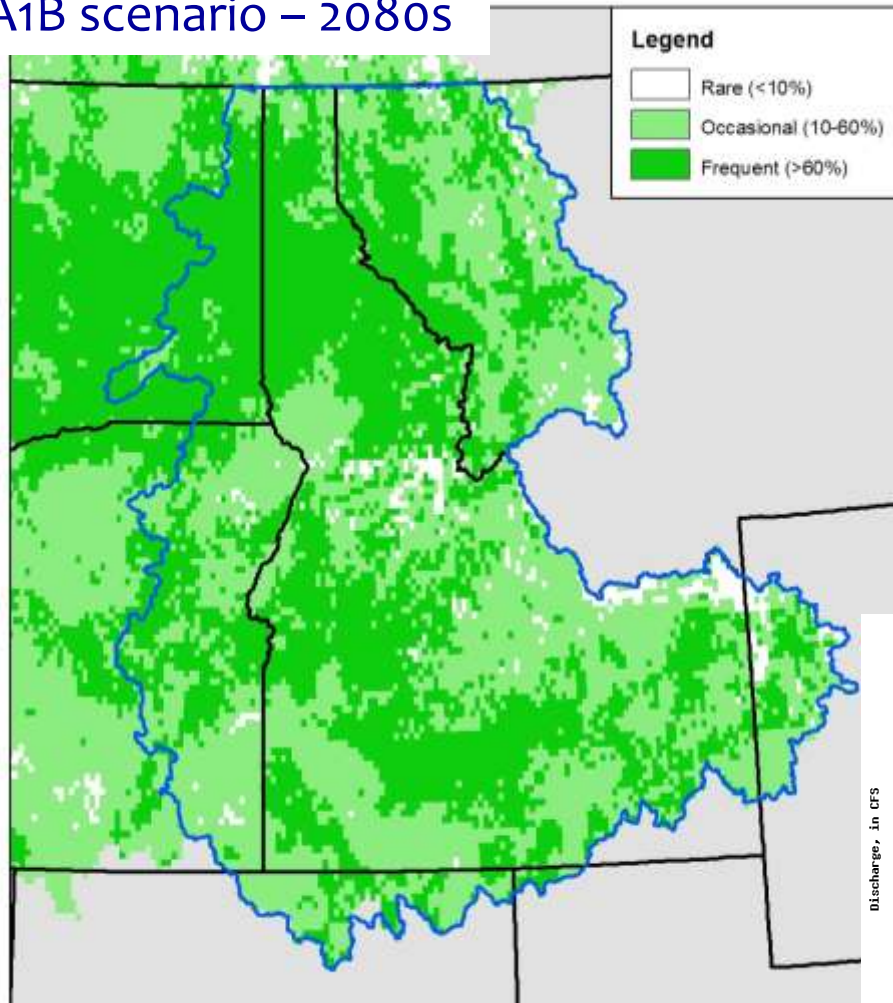 A1B scenario – 2080s
Legend
Rare (<10%)
Occasional (10-60%)
Frequent (>60%)
Discharge, in CFS